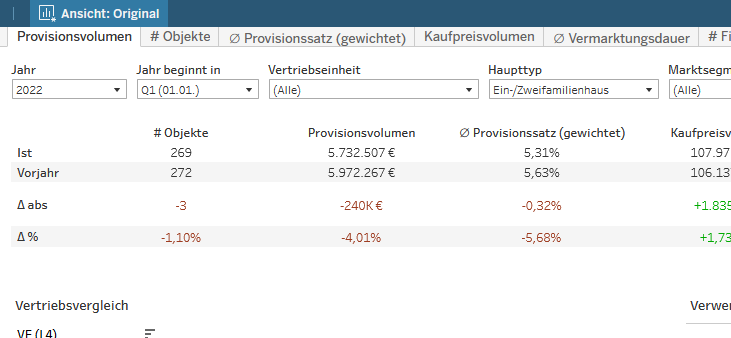 Ansicht: Original
Provisionsvolumen # Objekte Ø Provisionssatz (gewichtet) Kaufpreisvolumen Ø Vermarktungsdauer # Fi
Jahr Jahr beginnt in Vertriebseinheit Haupttyp Marktsegm
2022 Q1 (01.01.) (Alle) Ein-/Zweifamilienhaus (Alle)
# Objekte Provisionsvolumen Ø Provisionssatz (gewichtet) Kaufpreisv
Ist 269 5.732.507 € 5,31% 107.97
Vorjahr 272 5.972.267 € 5,63% 106.13
Δ abs -3 -240K € -0,32% +1.835
Δ % -1,10% -4,01% -5,68% +1,73
Vertriebsvergleich Verwe
VE (L4)